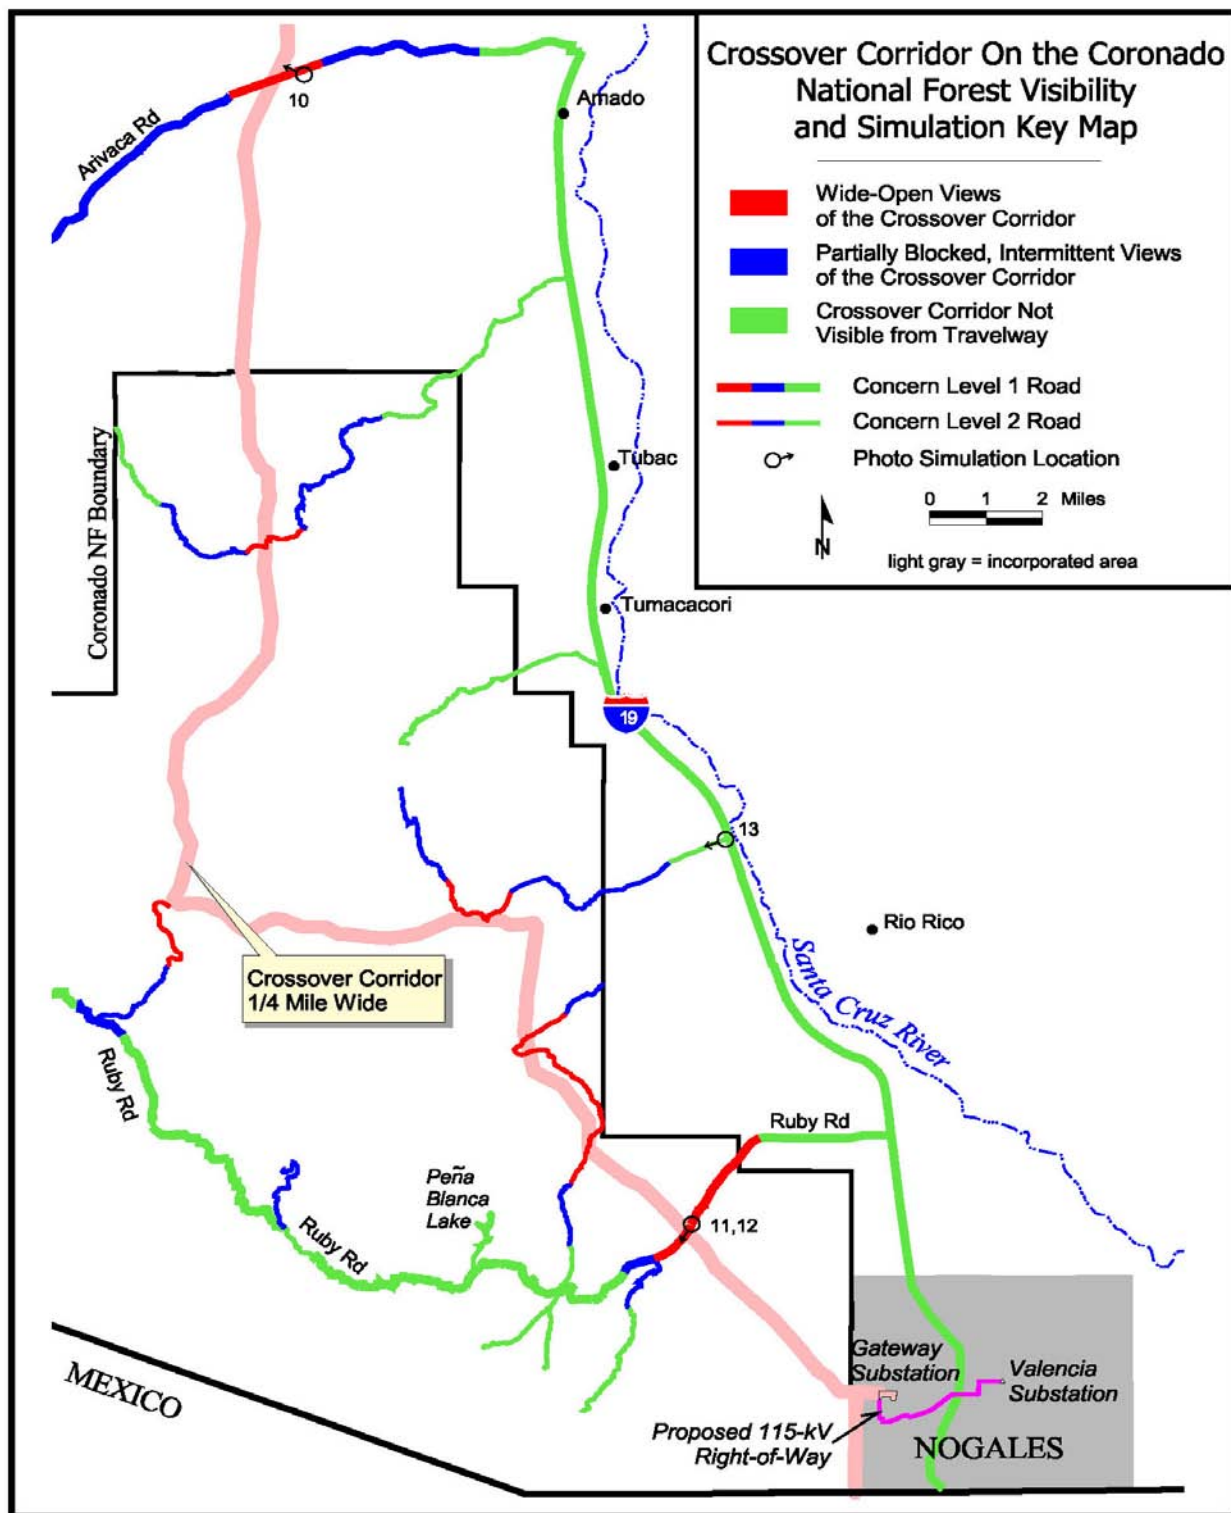 Crossover Corridor On the Coronado
National Forest Visibility
and Simulation Key Map
Wide-Open Views
of the Crossover Corridor
Partially Blocked, Intermittent Views
of the Crossover Corridor
Crossover Corridor Not
Visible from Travelway
Concern Level 1 Road
Concern Level 2 Road
Photo Simulation Location
0 1 2 Miles
N
light gray = incorporated area
10
Arivaca Rd
Amado
Coronado NF Boundary
Tubac
Tumacacori
19
13
Rio Rico
Santa Cruz River
Crossover Corridor
1/4 Mile Wide
Ruby Rd
Ruby Rd
Peña
Blanca
Lake
Ruby Rd
11,12
MEXICO
Gateway
Substation
Valencia
Substation
Proposed 115-kV
Right-of-Way
NOGALES